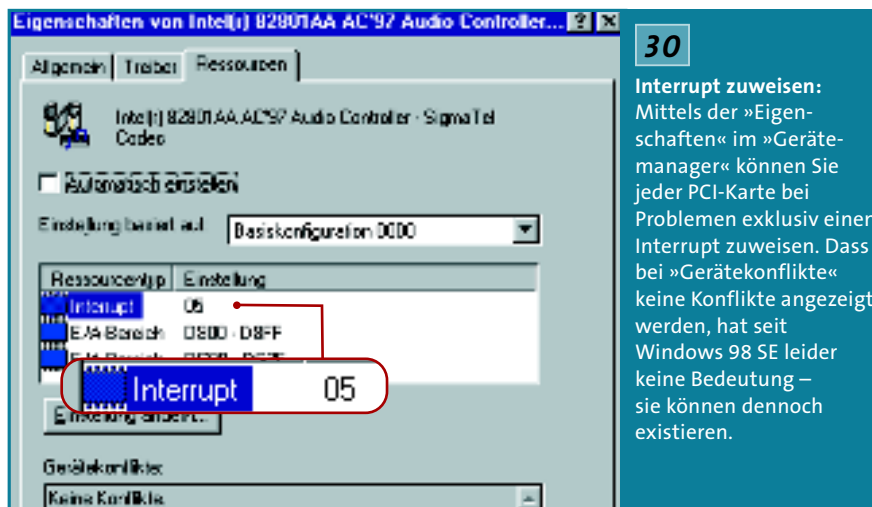 Eigenschaften von Intel(r) 82801AA AC'97 Audio Controller...
Allgemein Treiber Ressourcen
Intel(r) 82801AA AC'97 Audio Controller - SigmaTel
Codec
Automatisch einstellen
Einstellung basiert auf: Basiskonfiguration 0000
Ressourcentyp Einstellung
Interrupt 05
E/A-Bereich D800 - D8FF
E/A-Bereich
Interrupt 05
Einstellung ändern...
Gerätekonflikte:
Keine Konflikte.
30
Interrupt zuweisen:
Mittels der »Eigen-
schaften« im »Geräte-
manager« können Sie
jeder PCI-Karte bei
Problemen exklusiv einen
Interrupt zuweisen. Dass
bei »Gerätekonflikte«
keine Konflikte angezeigt
werden, hat seit
Windows 98 SE leider
keine Bedeutung –
sie können dennoch
existieren.